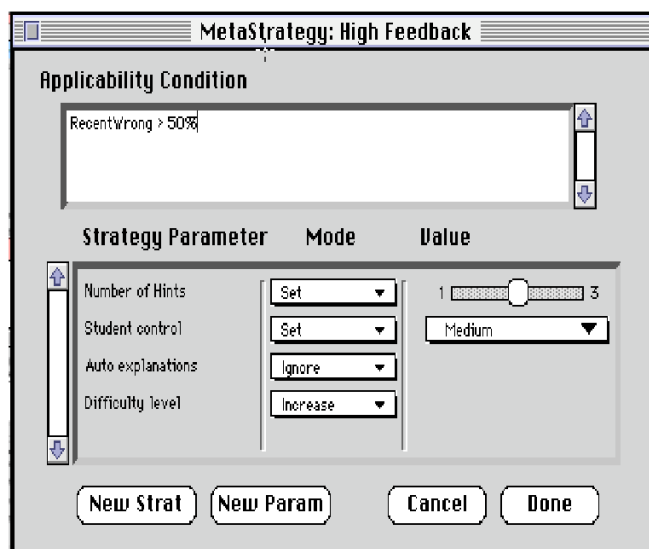 MetaStrategy: High Feedback
Applicability Condition
RecentWrong > 50%
Strategy Parameter Mode Value
Number of Hints Set 1 3
Student control Set Medium
Auto explanations Ignore
Difficulty level Increase
New Strat New Param Cancel Done